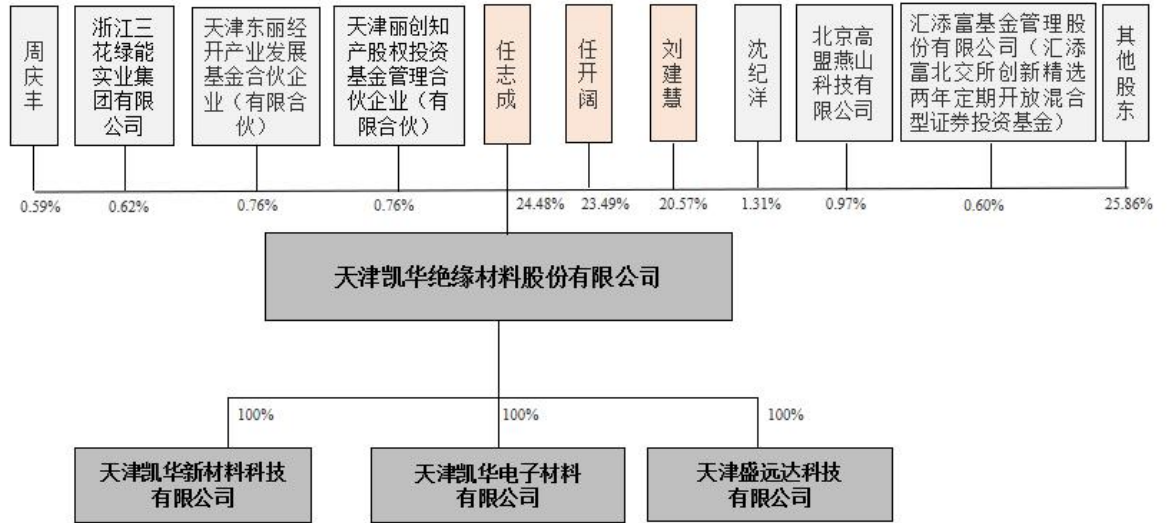 周庆丰
浙江三
花绿能
实业集
团有限
公司
天津东丽经
开产业发展
基金合伙企
业（有限合
伙）
天津丽创知
产股权投资
基金管理合
伙企业（有
限合伙）
任志成
任开阔
刘建慧
沈纪洋
北京高
盟燕山
科技有
限公司
汇添富基金管理股
份有限公司（汇添
富北交所创新精选
两年定期开放混合
型证券投资基金）
其他股东
0.59%
0.62%
0.76%
0.76%
24.48%
23.49%
20.57%
1.31%
0.97%
0.60%
25.86%
天津凯华绝缘材料股份有限公司
100%
100%
100%
天津凯华新材料科技
有限公司
天津凯华电子材料
有限公司
天津盛远达科技
有限公司